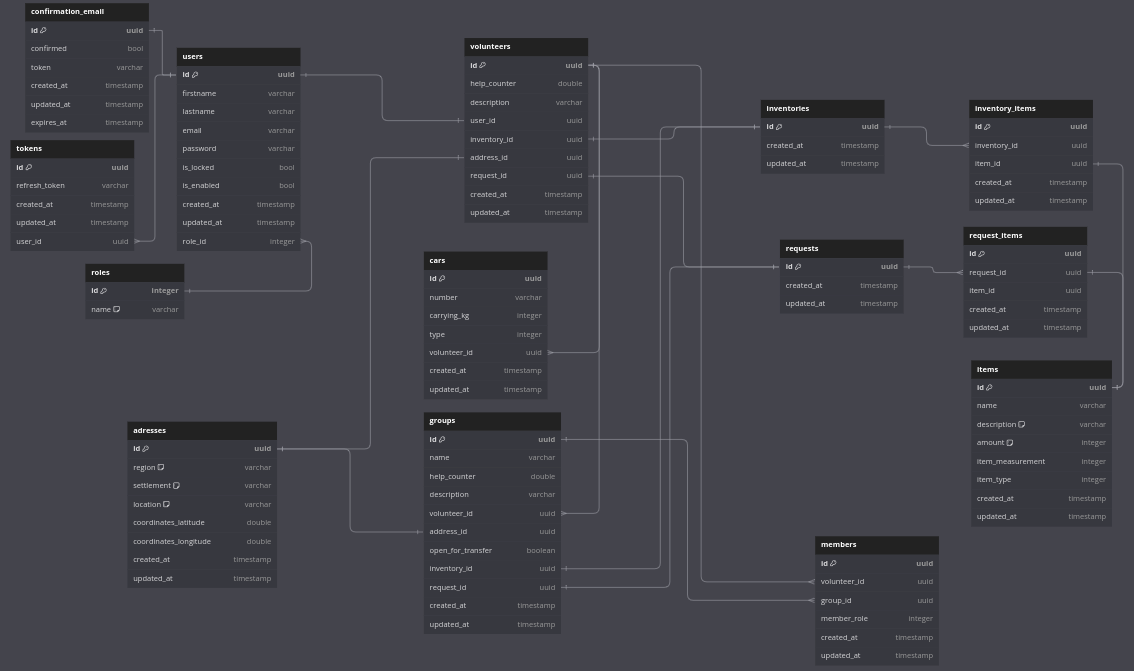 confirmation_email
id uuid
confirmed bool
token varchar
created_at timestamp
updated_at timestamp
expires_at timestamp
tokens
id uuid
refresh_token varchar
created_at timestamp
updated_at timestamp
user_id uuid
users
id uuid
firstname varchar
lastname varchar
email varchar
password varchar
is_locked bool
is_enabled bool
created_at timestamp
updated_at timestamp
role_id integer
roles
id integer
name varchar
adresses
id uuid
region varchar
settlement varchar
location varchar
coordinates_latitude double
coordinates_longitude double
created_at timestamp
updated_at timestamp
volunteers
id uuid
help_counter double
description varchar
user_id uuid
inventory_id uuid
address_id uuid
request_id uuid
created_at timestamp
updated_at timestamp
cars
id uuid
number varchar
carrying_kg integer
type integer
volunteer_id uuid
created_at timestamp
updated_at timestamp
groups
id uuid
name varchar
help_counter double
description varchar
volunteer_id uuid
address_id uuid
open_for_transfer boolean
inventory_id uuid
request_id uuid
created_at timestamp
updated_at timestamp
inventories
id uuid
created_at timestamp
updated_at timestamp
requests
id uuid
created_at timestamp
updated_at timestamp
inventory_items
id uuid
inventory_id uuid
item_id uuid
created_at timestamp
updated_at timestamp
request_items
id uuid
request_id uuid
item_id uuid
created_at timestamp
updated_at timestamp
items
id uuid
name varchar
description varchar
amount integer
item_measurement integer
item_type integer
created_at timestamp
updated_at timestamp
members
id uuid
volunteer_id uuid
group_id uuid
member_role integer
created_at timestamp
updated_at timestamp